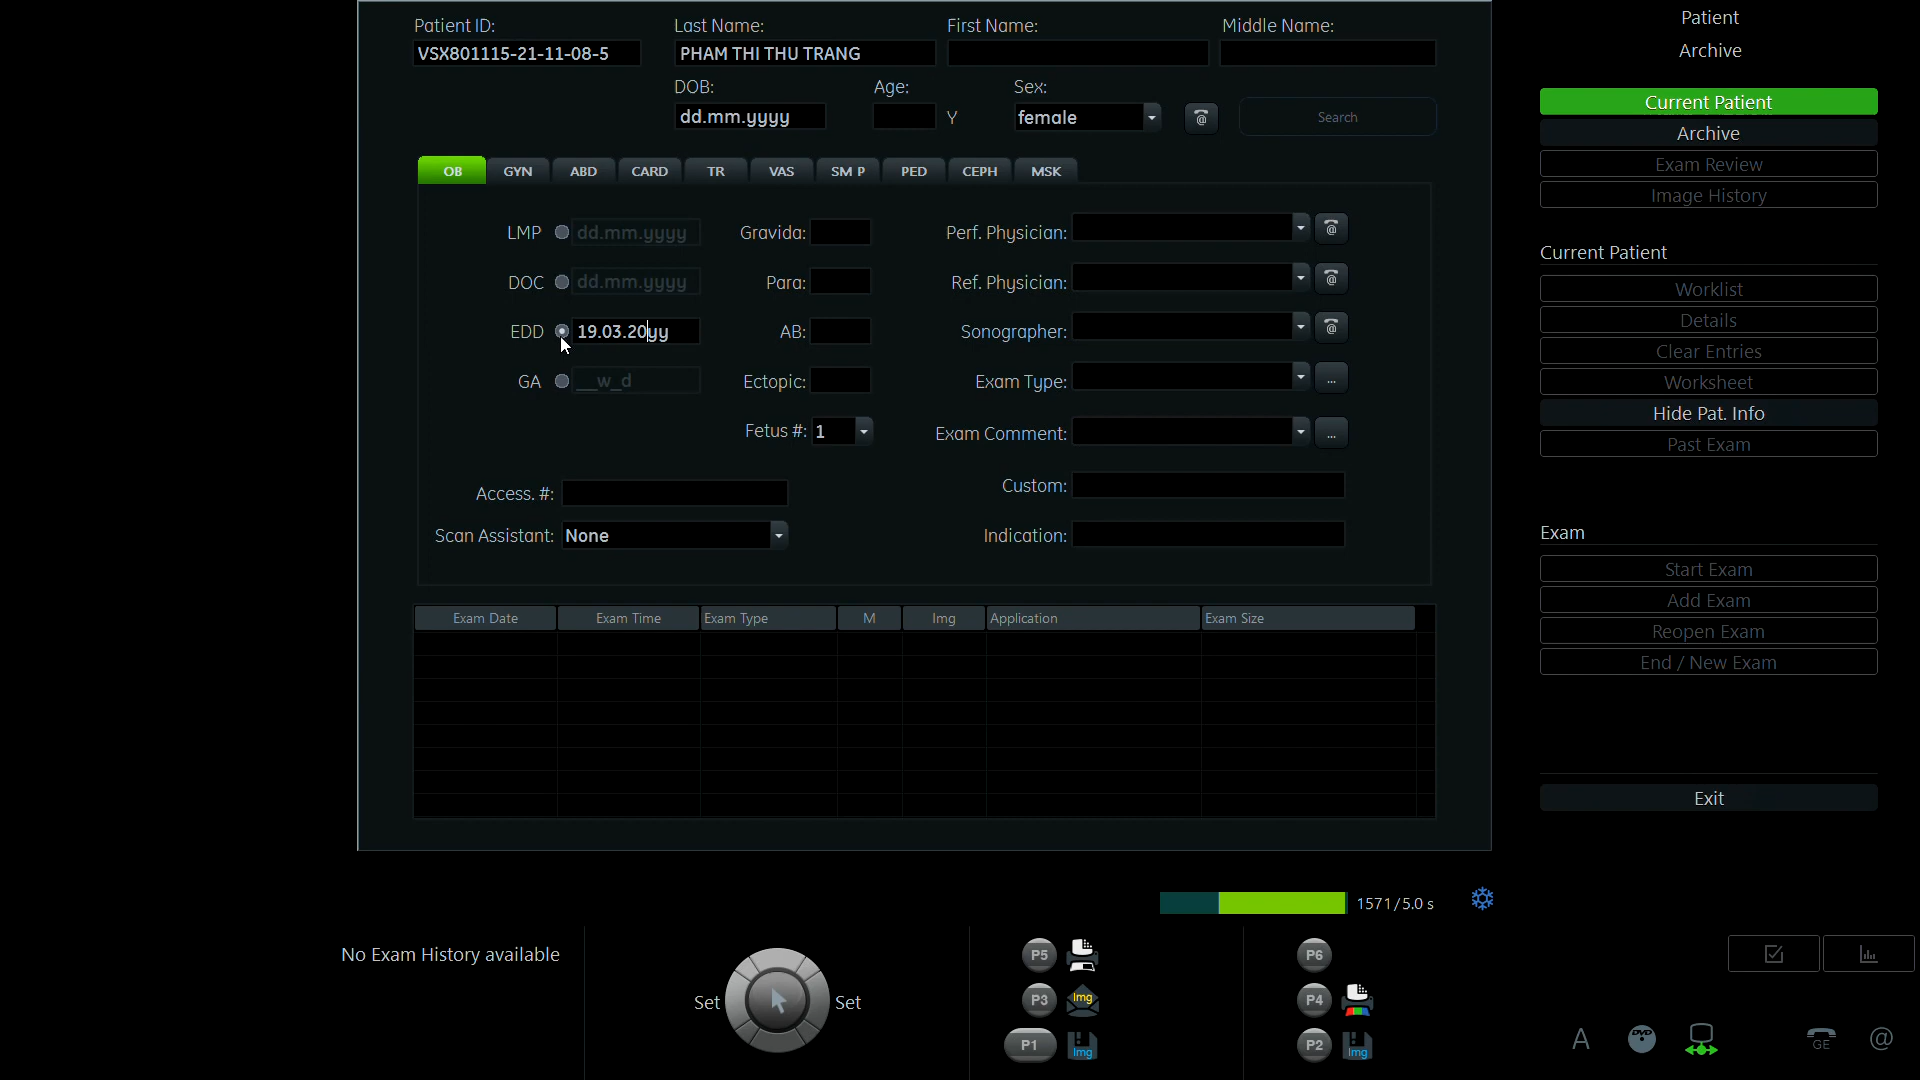 Patient ID: Last Name: First Name: Middle Name:
VSX801115-21-11-08-5 PHAM THI THU TRANG
DOB: Age: Sex:
dd.mm.yyyy Y female @ Search
OB GYN ABD CARD TR VAS SM P PED CEPH MSK
LMP dd.mm.yyyy Gravida: Perf. Physician: @
DOC dd.mm.yyyy Para: Ref. Physician: @
EDD 19.03.20yy AB: Sonographer: @
GA __w_d Ectopic: Exam Type: ...
Fetus #: 1 Exam Comment: ...
Access. #: Custom:
Scan Assistant: None Indication:
Exam Date Exam Time Exam Type M Img Application Exam Size
1571/5.0 s
No Exam History available
Set Set
P5
P3 Img
P1 Img
P6
P4
P2 Img
Patient
Archive
Current Patient
Archive
Exam Review
Image History
Current Patient
Worklist
Details
Clear Entries
Worksheet
Hide Pat. Info
Past Exam
Exam
Start Exam
Add Exam
Reopen Exam
End / New Exam
Exit
A DVD GE @